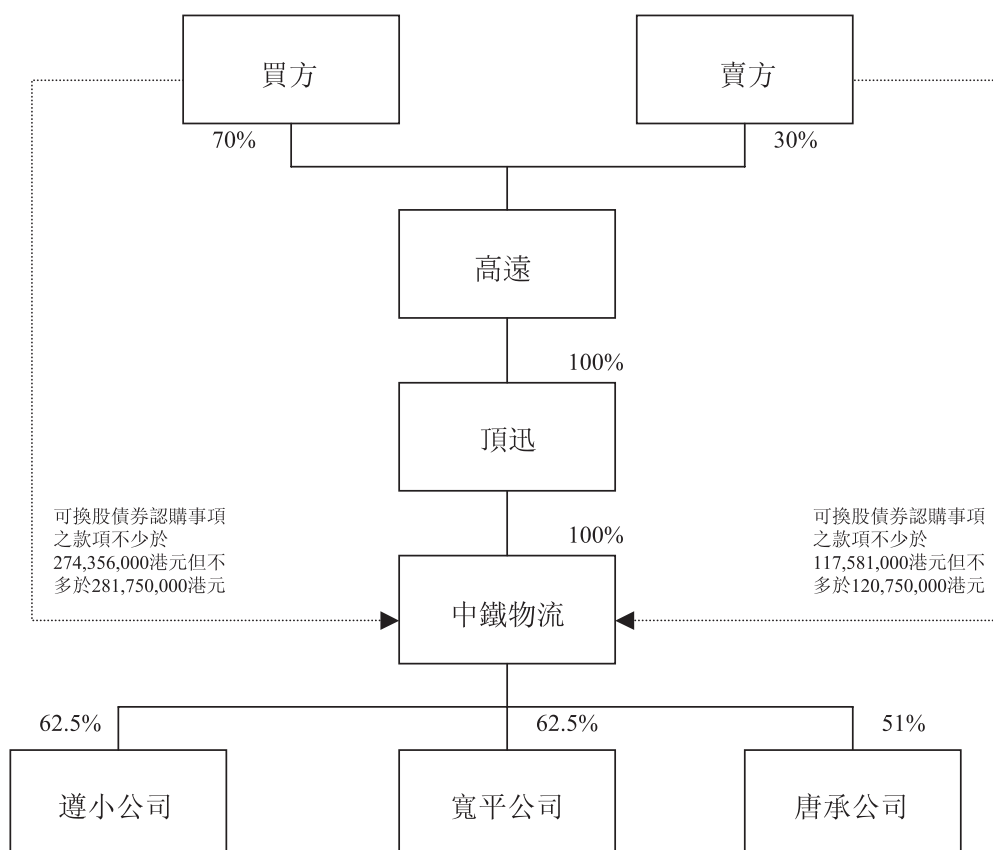 買方
賣方
70%
30%
高遠
100%
頂迅
100%
可換股債券認購事項
之款項不少於
274,356,000港元但不
多於281,750,000港元
可換股債券認購事項
之款項不少於
117,581,000港元但不
多於120,750,000港元
中鐵物流
62.5%
62.5%
51%
遵小公司
寬平公司
唐承公司